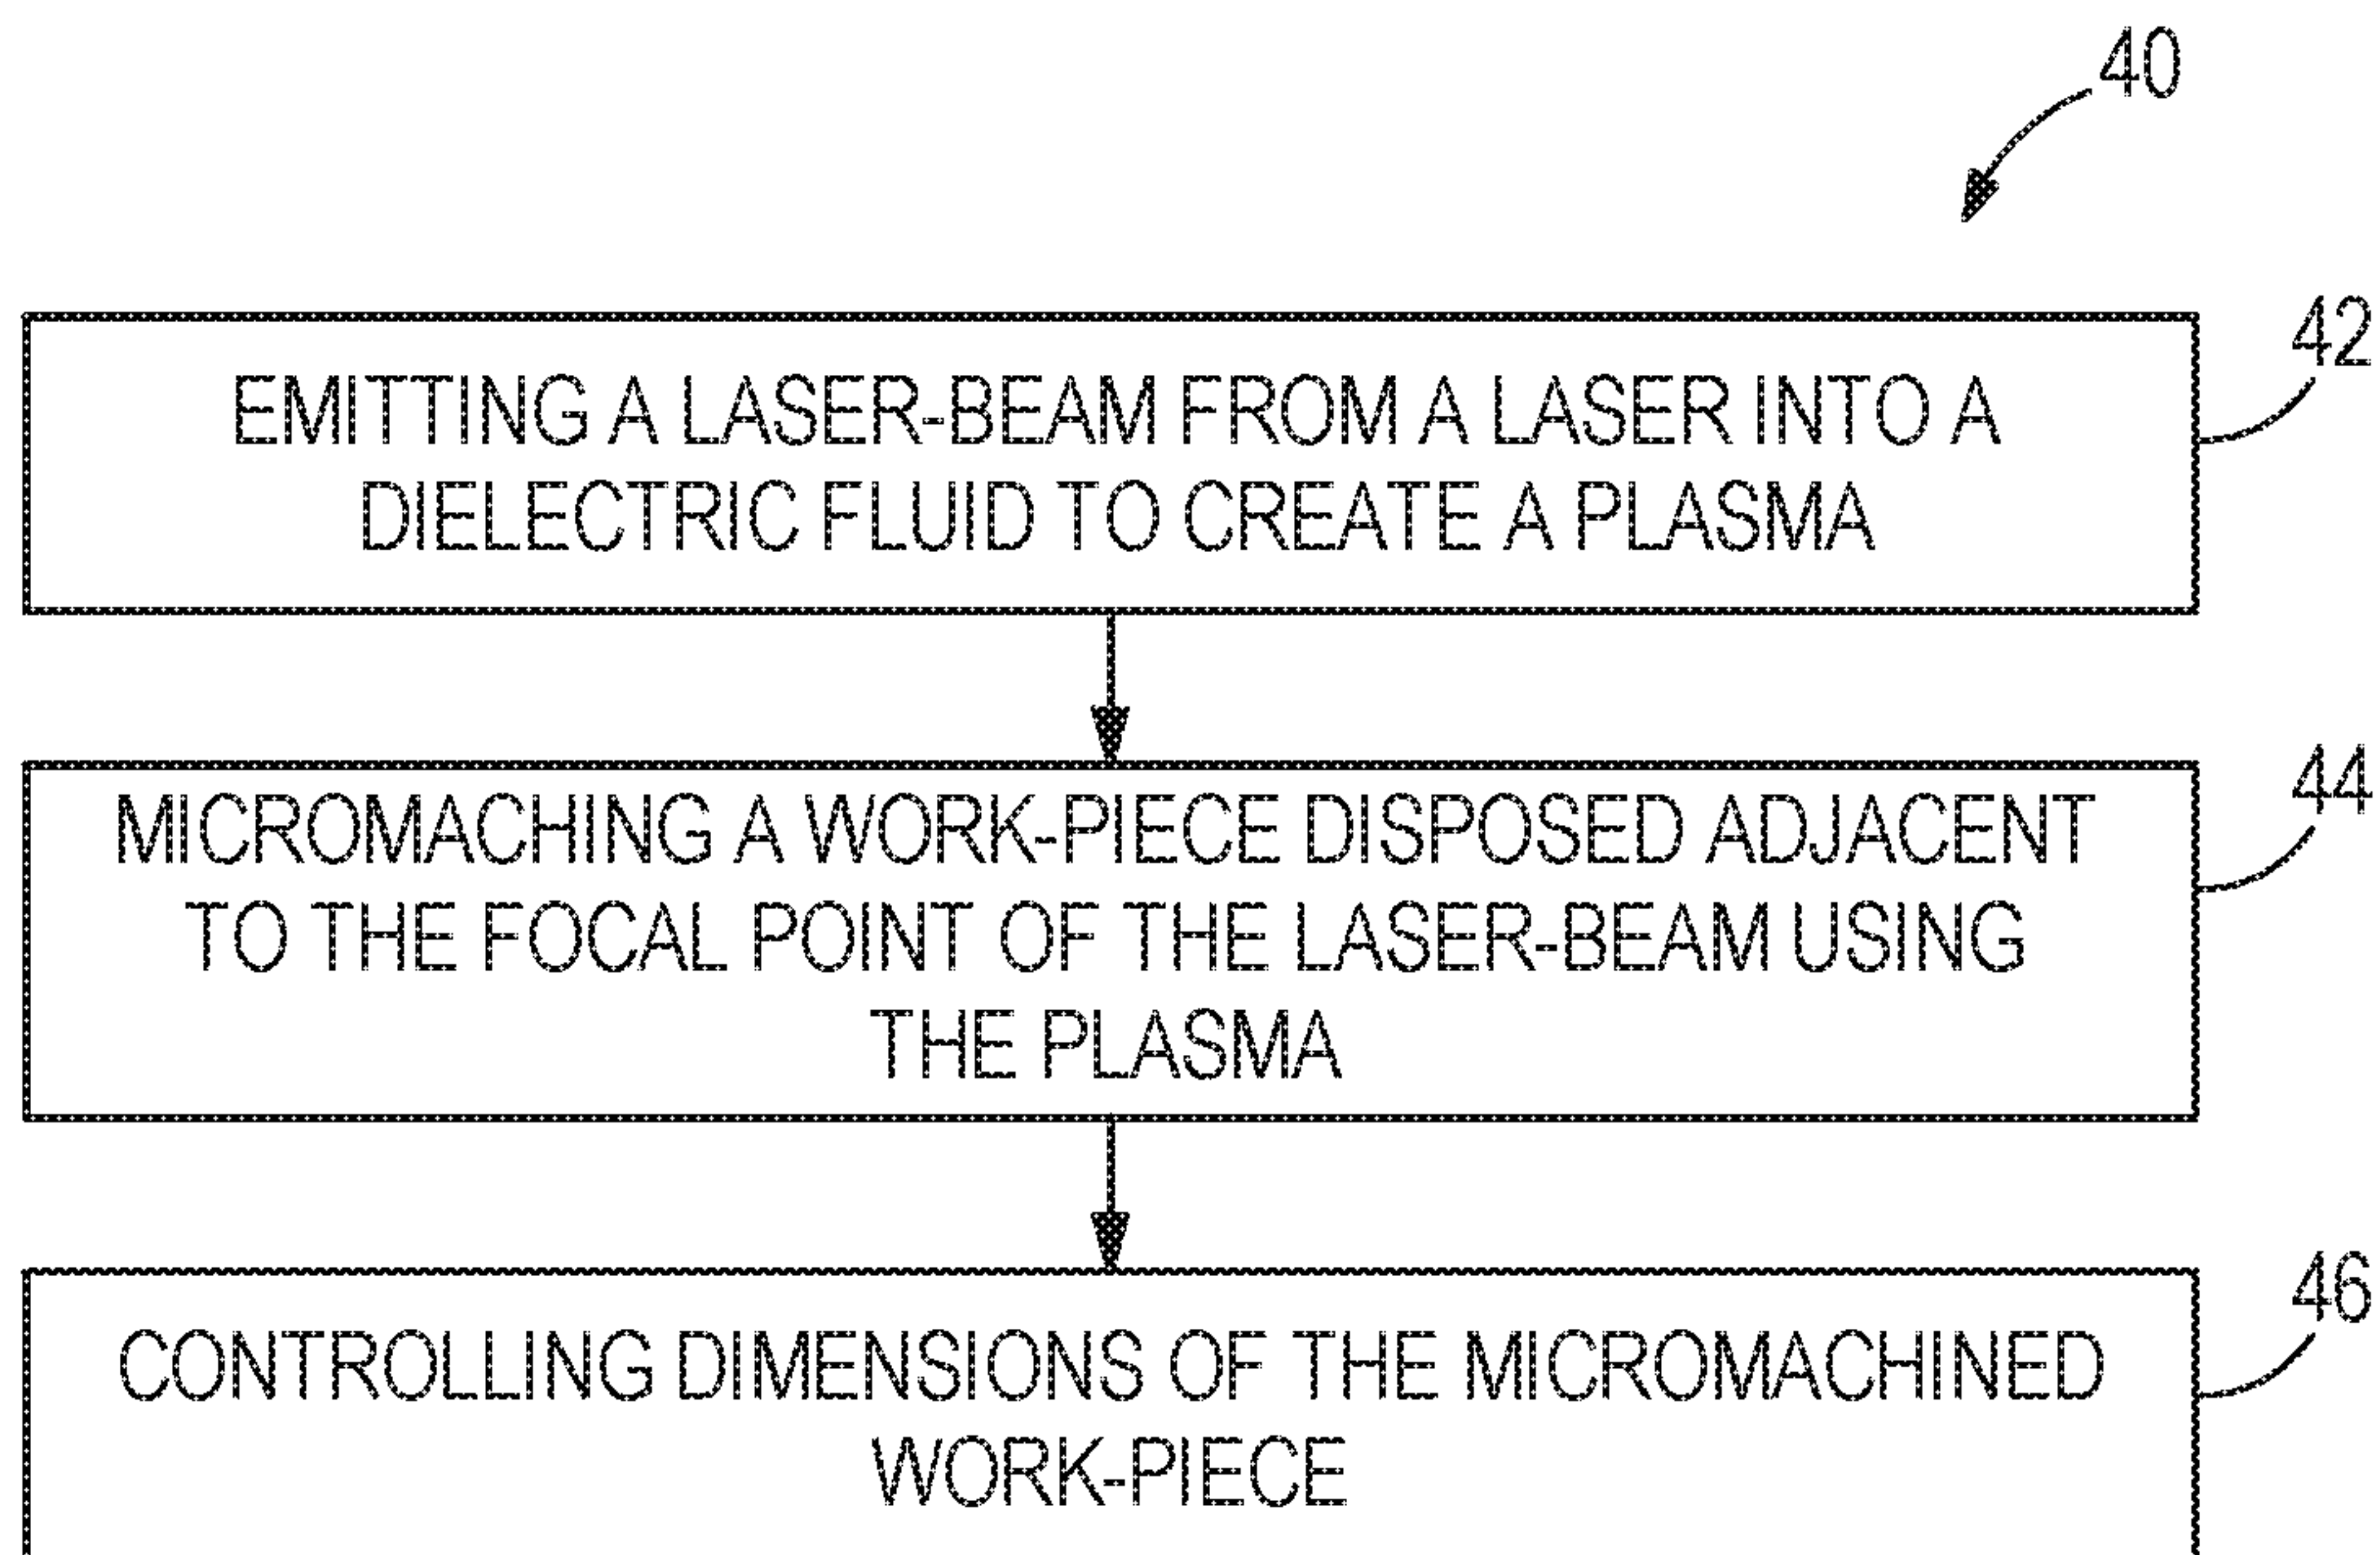 40
42
EMITTING A LASER-BEAM FROM A LASER INTO A
DIELECTRIC FLUID TO CREATE A PLASMA
44
MICROMACHING A WORK-PIECE DISPOSED ADJACENT
TO THE FOCAL POINT OF THE LASER-BEAM USING
THE PLASMA
46
CONTROLLING DIMENSIONS OF THE MICROMACHINED
WORK-PIECE